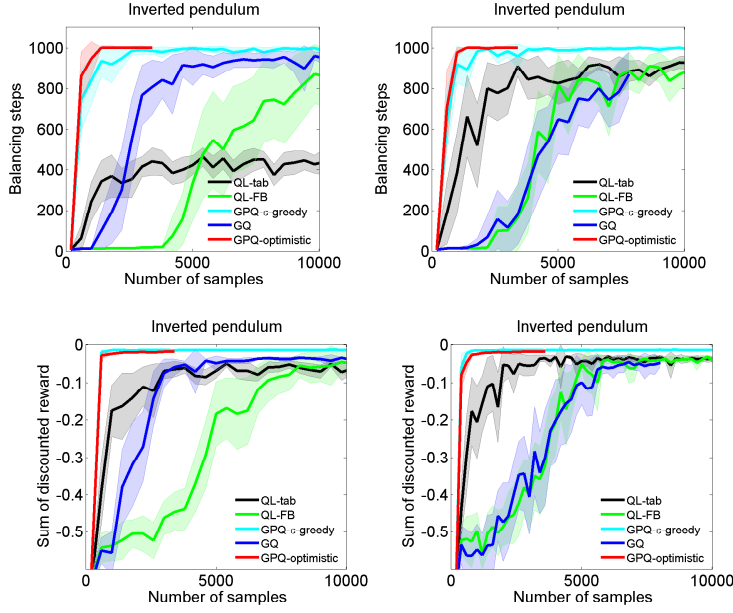 Inverted pendulum
Balancing steps
1000
800
600
400
200
0
0
5000
10000
Number of samples
QL-tab
QL-FB
GPQ-ε-greedy
GQ
GPQ-optimistic
Inverted pendulum
Balancing steps
1000
800
600
400
200
0
0
5000
10000
Number of samples
QL-tab
QL-FB
GPQ-ε-greedy
GQ
GPQ-optimistic
Inverted pendulum
Sum of discounted reward
0
-0.1
-0.2
-0.3
-0.4
-0.5
0
5000
10000
Number of samples
QL-tab
QL-FB
GPQ-ε-greedy
GQ
GPQ-optimistic
Inverted pendulum
Sum of discounted reward
0
-0.1
-0.2
-0.3
-0.4
-0.5
0
5000
10000
Number of samples
QL-tab
QL-FB
GPQ-ε-greedy
GQ
GPQ-optimistic